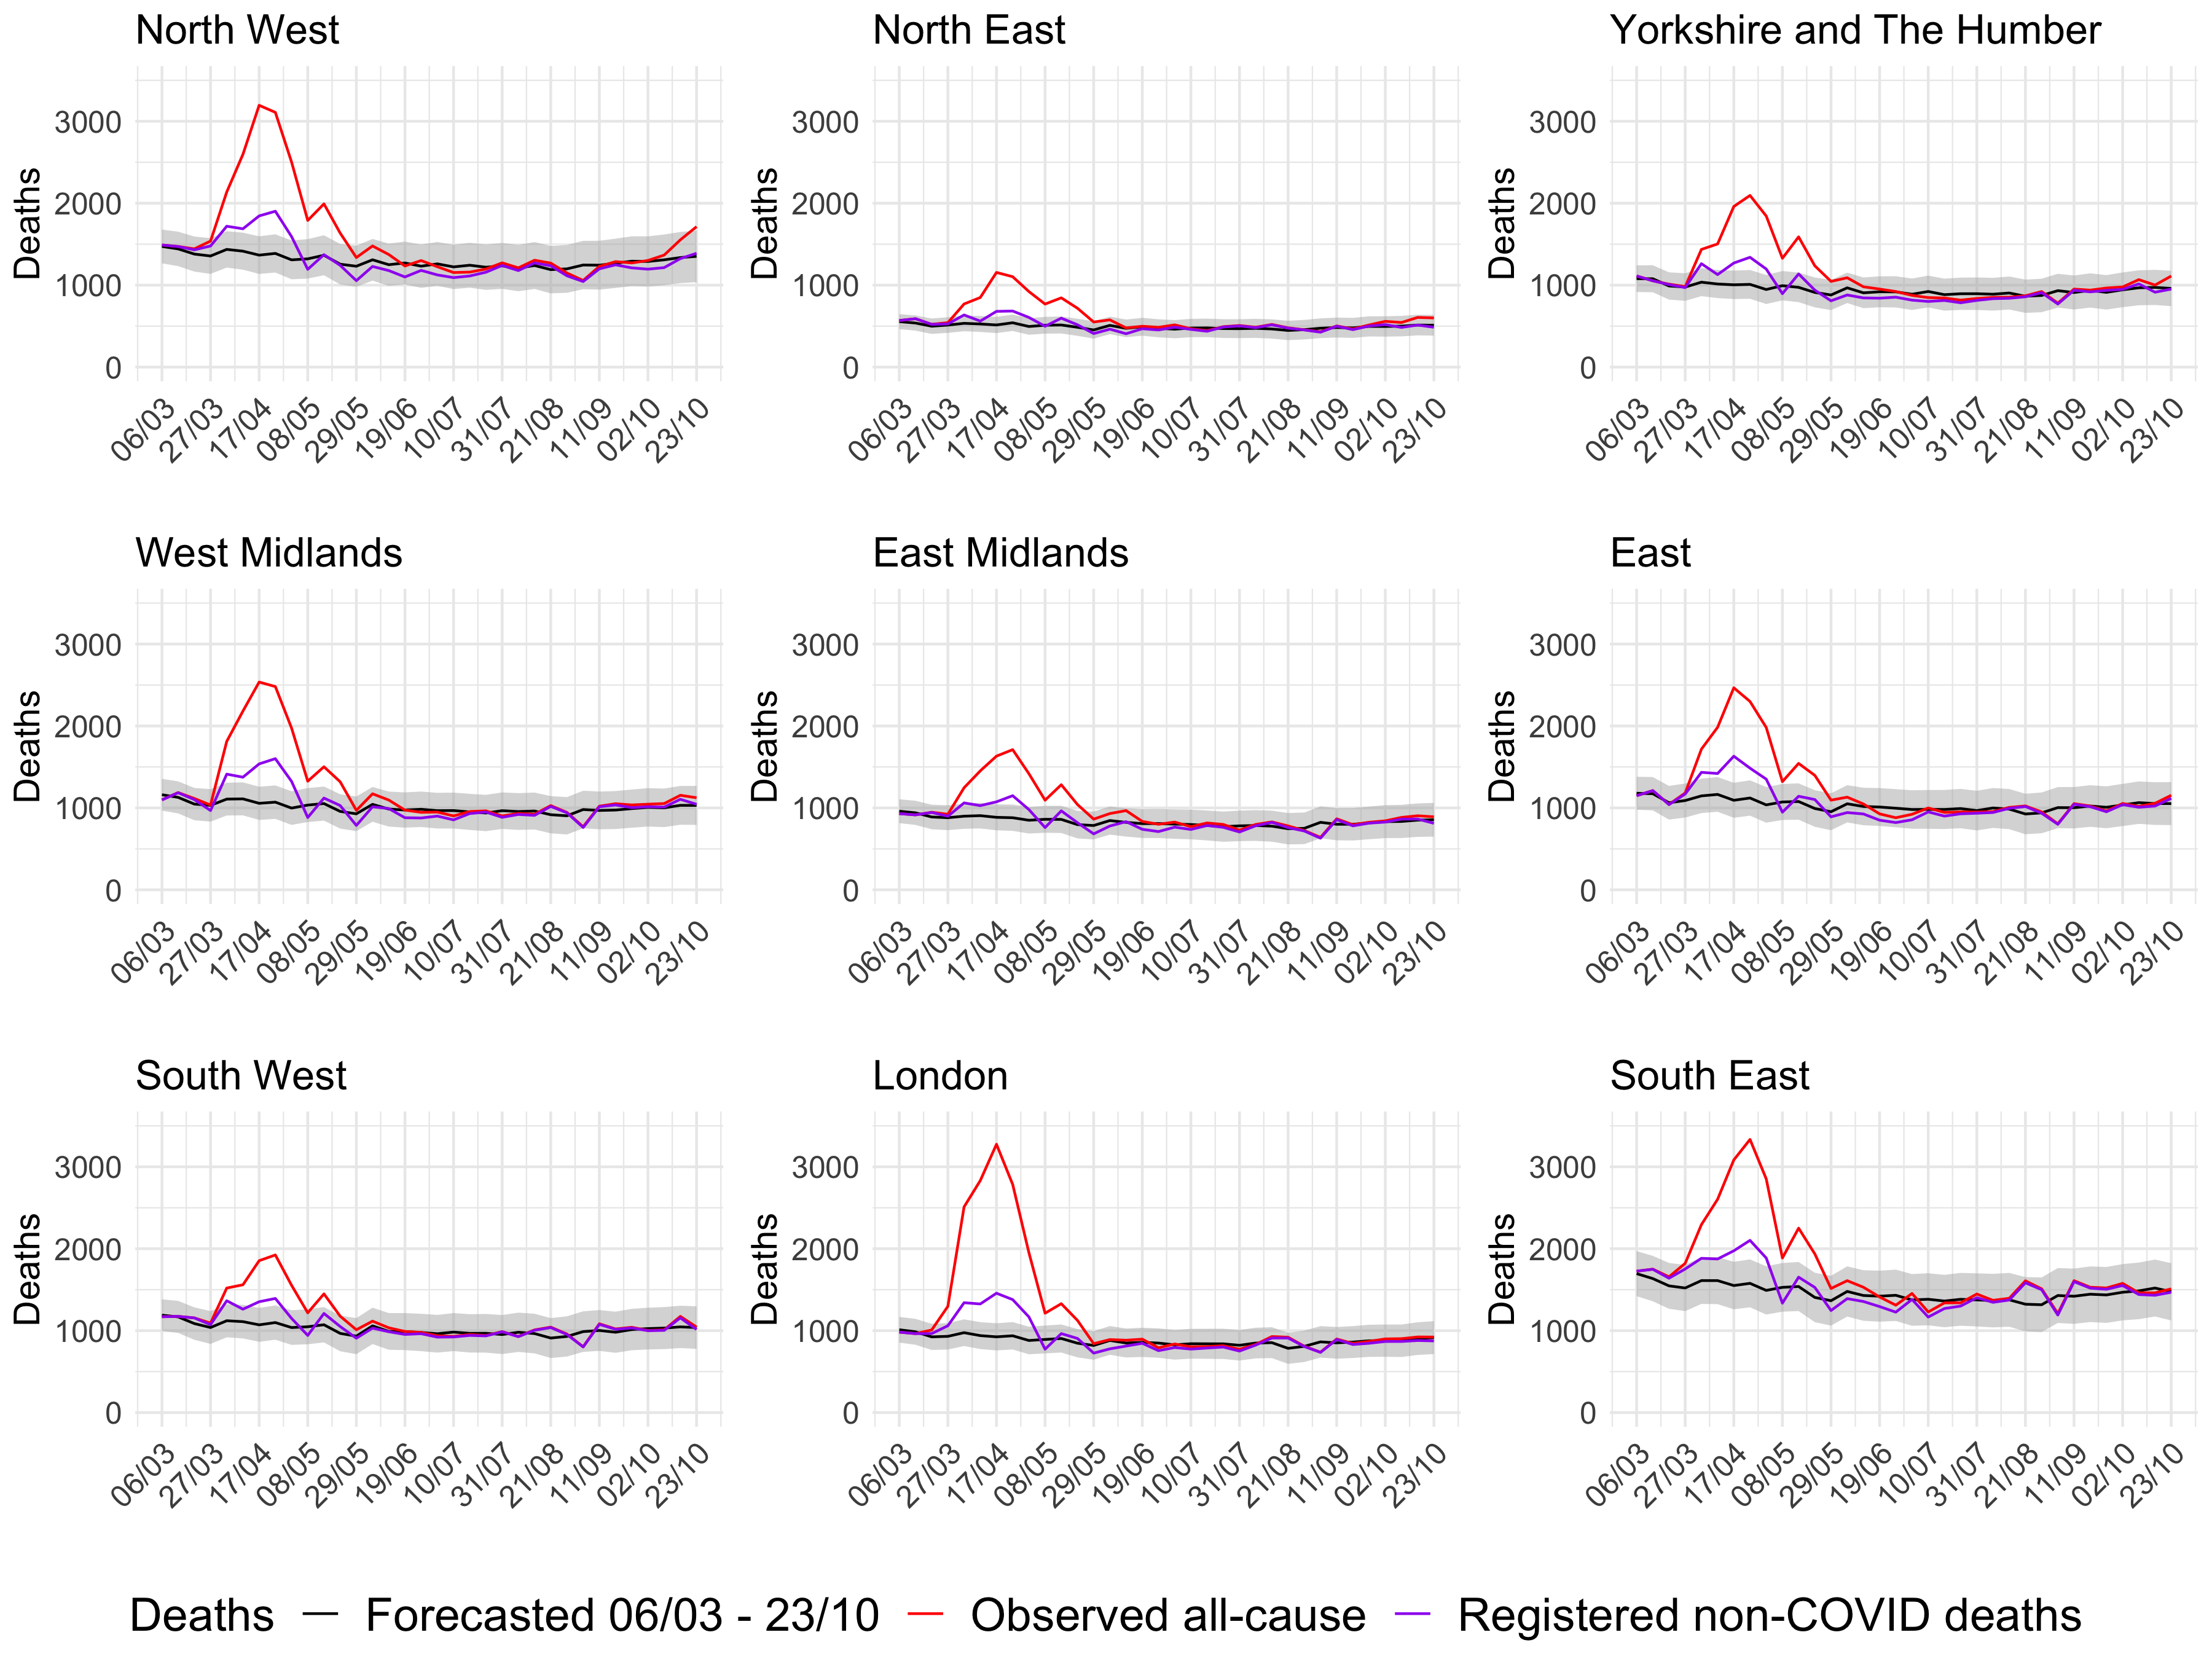 North West
North East
Yorkshire and The Humber
Deaths
3000
2000
1000
0
06/03 27/03 17/04 08/05 29/05 19/06 10/07 31/07 21/08 11/09 02/10 23/10
Deaths
3000
2000
1000
0
06/03 27/03 17/04 08/05 29/05 19/06 10/07 31/07 21/08 11/09 02/10 23/10
Deaths
3000
2000
1000
0
06/03 27/03 17/04 08/05 29/05 19/06 10/07 31/07 21/08 11/09 02/10 23/10
West Midlands
East Midlands
East
Deaths
3000
2000
1000
0
06/03 27/03 17/04 08/05 29/05 19/06 10/07 31/07 21/08 11/09 02/10 23/10
Deaths
3000
2000
1000
0
06/03 27/03 17/04 08/05 29/05 19/06 10/07 31/07 21/08 11/09 02/10 23/10
Deaths
3000
2000
1000
0
06/03 27/03 17/04 08/05 29/05 19/06 10/07 31/07 21/08 11/09 02/10 23/10
South West
London
South East
Deaths
3000
2000
1000
0
06/03 27/03 17/04 08/05 29/05 19/06 10/07 31/07 21/08 11/09 02/10 23/10
Deaths
3000
2000
1000
0
06/03 27/03 17/04 08/05 29/05 19/06 10/07 31/07 21/08 11/09 02/10 23/10
Deaths
3000
2000
1000
0
06/03 27/03 17/04 08/05 29/05 19/06 10/07 31/07 21/08 11/09 02/10 23/10
Deaths Forecasted 06/03 - 23/10 Observed all-cause Registered non-COVID deaths